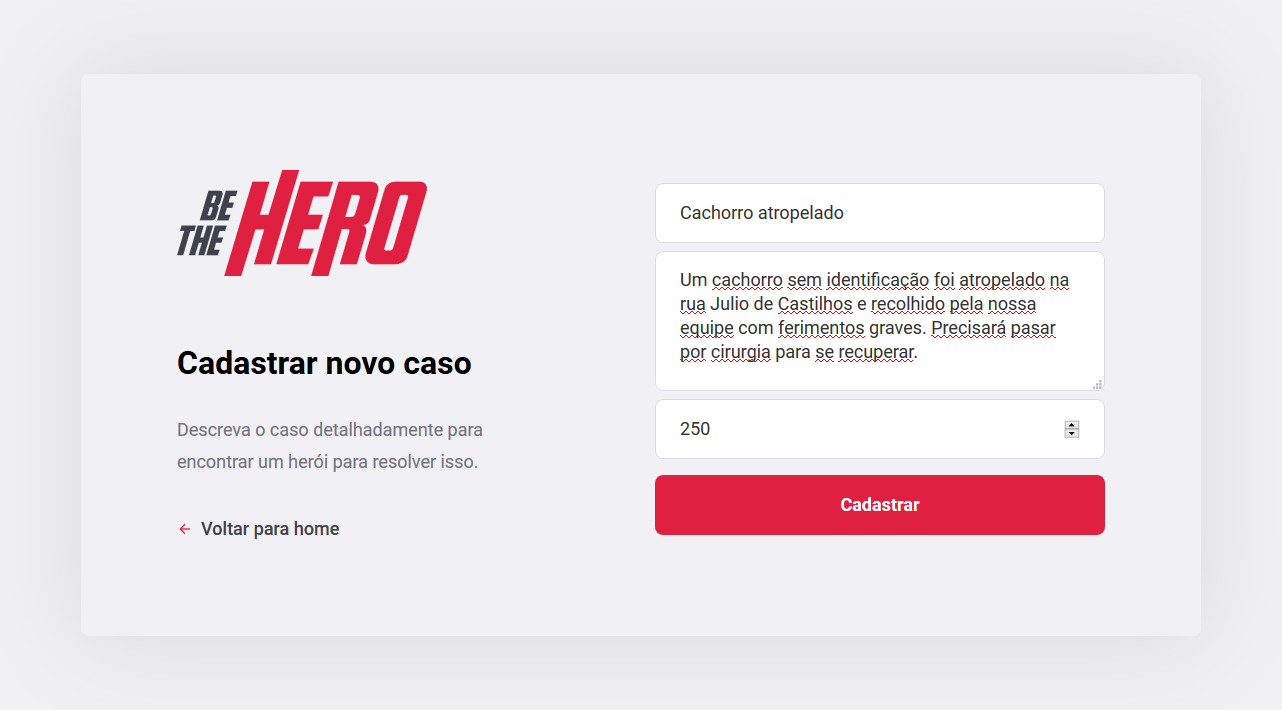 BE
THE
HERO
Cadastrar novo caso
Descreva o caso detalhadamente para
encontrar um herói para resolver isso.
Voltar para home
Cachorro atropelado
Um cachorro sem identificação foi atropelado na
rua Julio de Castilhos e recolhido pela nossa
equipe com ferimentos graves. Precisará pasar
por cirurgia para se recuperar.
250
Cadastrar